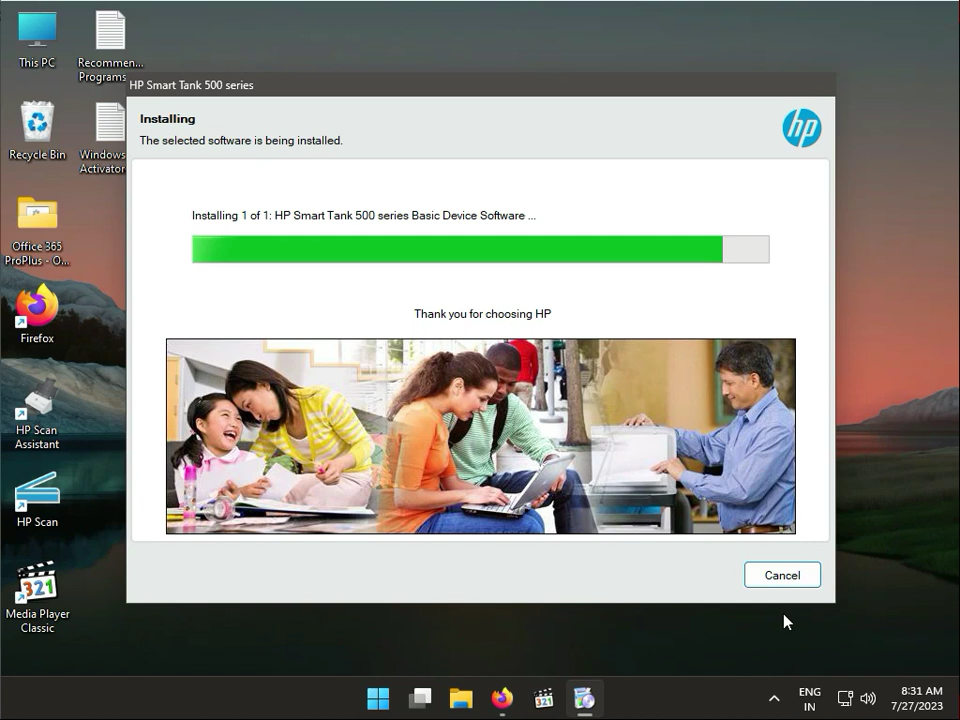 This PC
Recommen...
Programs
Recycle Bin
Windows
Activator
Office 365
ProPlus - O...
Firefox
HP Scan
Assistant
HP Scan
321
Media Player
Classic
HP Smart Tank 500 series
Installing
The selected software is being installed.
hp
Installing 1 of 1: HP Smart Tank 500 series Basic Device Software ...
Thank you for choosing HP
Cancel
321
ENG
IN
8:31 AM
7/27/2023